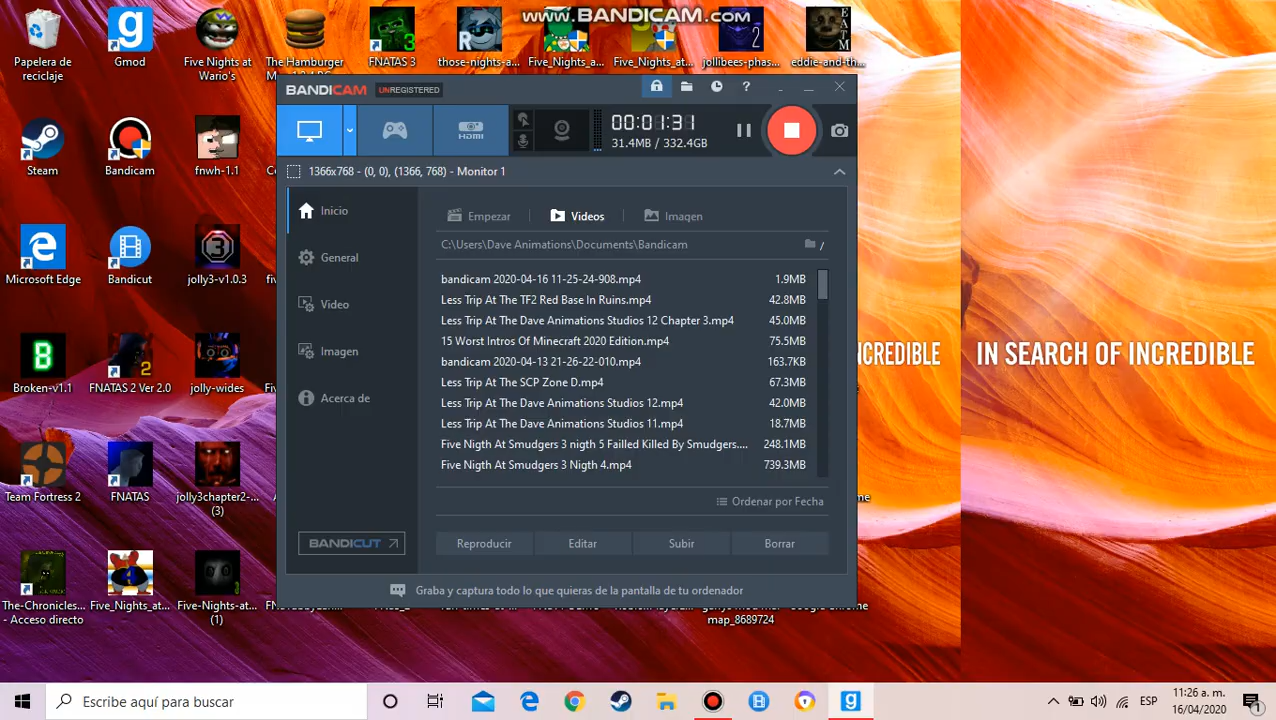 www.BANDICAM.com
Papelera de reciclaje
Gmod
Five Nights at Wario's
The Hamburger
FNATAS 3
those-nights-a...
Five_Nights_a...
Five_Nights_at...
jollibees-phas...
eddie-and-th...
EATM
BANDICAM UNREGISTERED
HDMI
00:01:31
31.4MB / 332.4GB
1366x768 - (0, 0), (1366, 768) - Monitor 1
Steam
Bandicam
fnwh-1.1
Inicio
General
Video
Imagen
Acerca de
BANDICUT
Empezar
Videos
Imagen
C:\Users\Dave Animations\Documents\Bandicam
bandicam 2020-04-16 11-25-24-908.mp4 1.9MB
Less Trip At The TF2 Red Base In Ruins.mp4 42.8MB
Less Trip At The Dave Animations Studios 12 Chapter 3.mp4 45.0MB
15 Worst Intros Of Minecraft 2020 Edition.mp4 75.5MB
bandicam 2020-04-13 21-26-22-010.mp4 163.7KB
Less Trip At The SCP Zone D.mp4 67.3MB
Less Trip At The Dave Animations Studios 12.mp4 42.0MB
Less Trip At The Dave Animations Studios 11.mp4 18.7MB
Five Nigth At Smudgers 3 nigth 5 Failled Killed By Smudgers.... 248.1MB
Five Nigth At Smudgers 3 Nigth 4.mp4 739.3MB
Ordenar por Fecha
Reproducir
Editar
Subir
Borrar
Graba y captura todo lo que quieras de la pantalla de tu ordenador
Microsoft Edge
Bandicut
jolly3-v1.0.3
Broken-v1.1
FNATAS 2 Ver 2.0
jolly-wides
Team Fortress 2
FNATAS
jolly3chapter2-... (3)
The-Chronicles... - Acceso directo
Five_Nights_at...
Five-Nights-at... (1)
map_8689724
INCREDIBLE
IN SEARCH OF INCREDIBLE
Escribe aquí para buscar
ESP
11:26 a. m.
16/04/2020